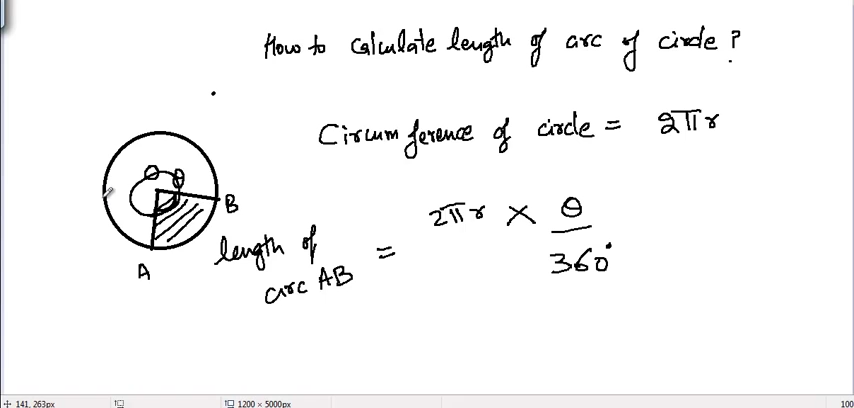 How to calculate length of arc of circle?
Circumference of circle = 2πr
θ
B
A
length of arc AB = 2πr × θ/360°
141, 263px
1200 × 5000px
100